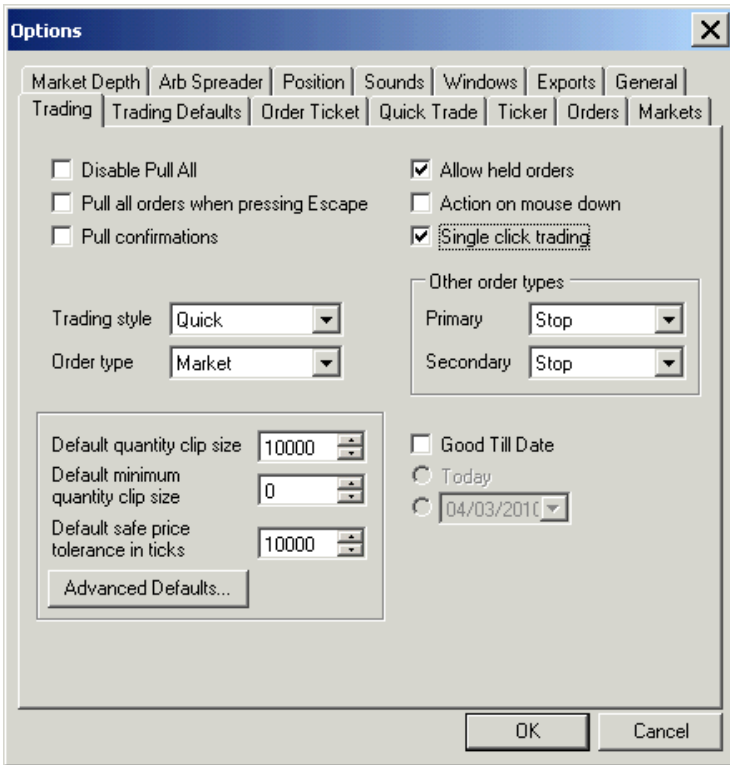 Options
Market Depth Arb Spreader Position Sounds Windows Exports General
Trading Trading Defaults Order Ticket Quick Trade Ticker Orders Markets
Disable Pull All
Pull all orders when pressing Escape
Pull confirmations
Allow held orders
Action on mouse down
Single click trading
Trading style Quick
Order type Market
Other order types
Primary Stop
Secondary Stop
Default quantity clip size 10000
Default minimum
quantity clip size 0
Default safe price
tolerance in ticks 10000
Advanced Defaults...
Good Till Date
Today
04/03/2010
OK Cancel